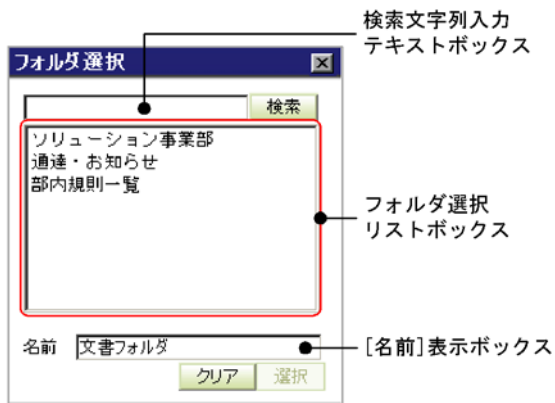 検索文字列入力
テキストボックス
フォルダ選択
検索
ソリューション事業部
通達・お知らせ
部内規則一覧
フォルダ選択
リストボックス
名前 文書フォルダ
[名前]表示ボックス
クリア 選択